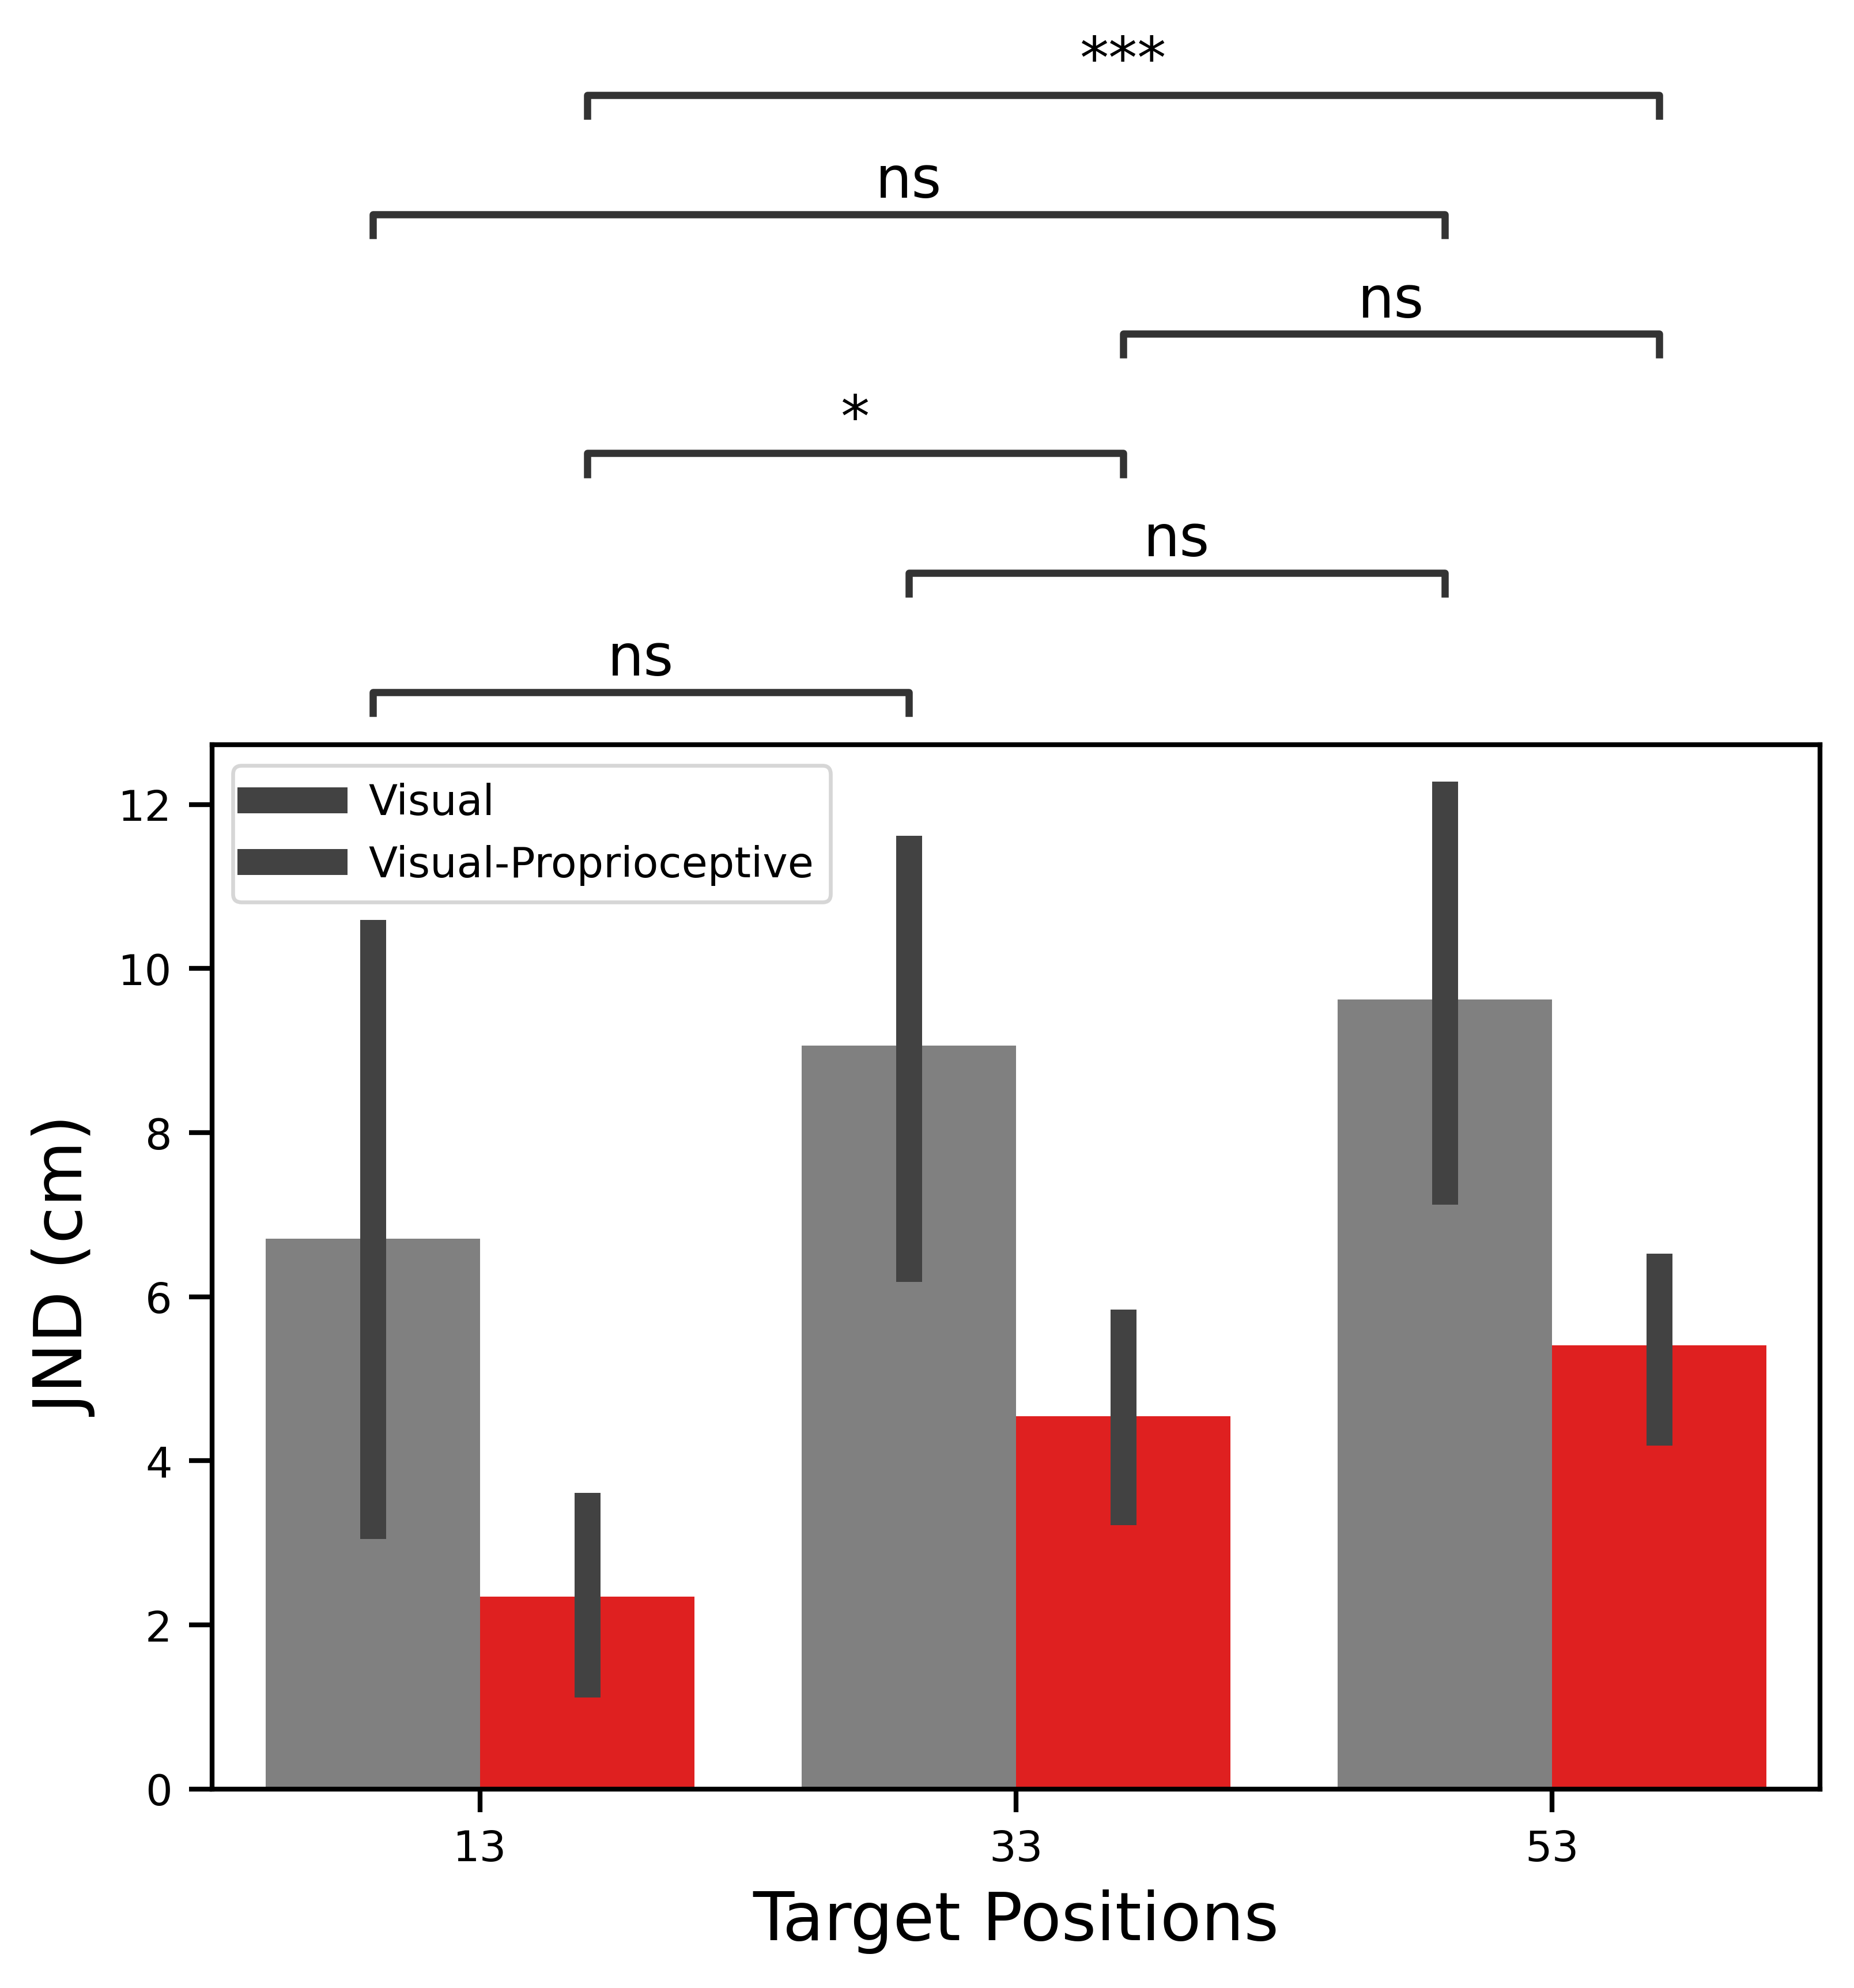 ***
ns
ns
*
ns
ns
Visual
Visual-Proprioceptive
12
10
8
6
4
2
0
JND (cm)
13 33 53
Target Positions